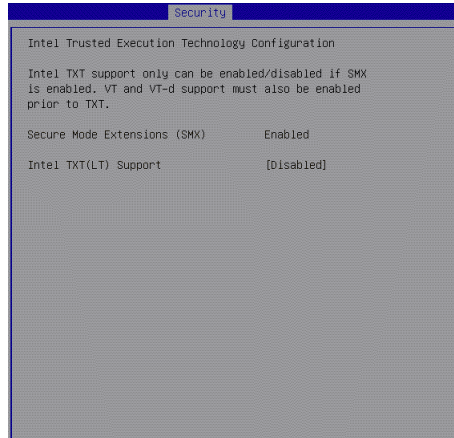 Security
Intel Trusted Execution Technology Configuration
Intel TXT support only can be enabled/disabled if SMX
is enabled. VT and VT-d support must also be enabled
prior to TXT.
Secure Mode Extensions (SMX) Enabled
Intel TXT(LT) Support [Disabled]